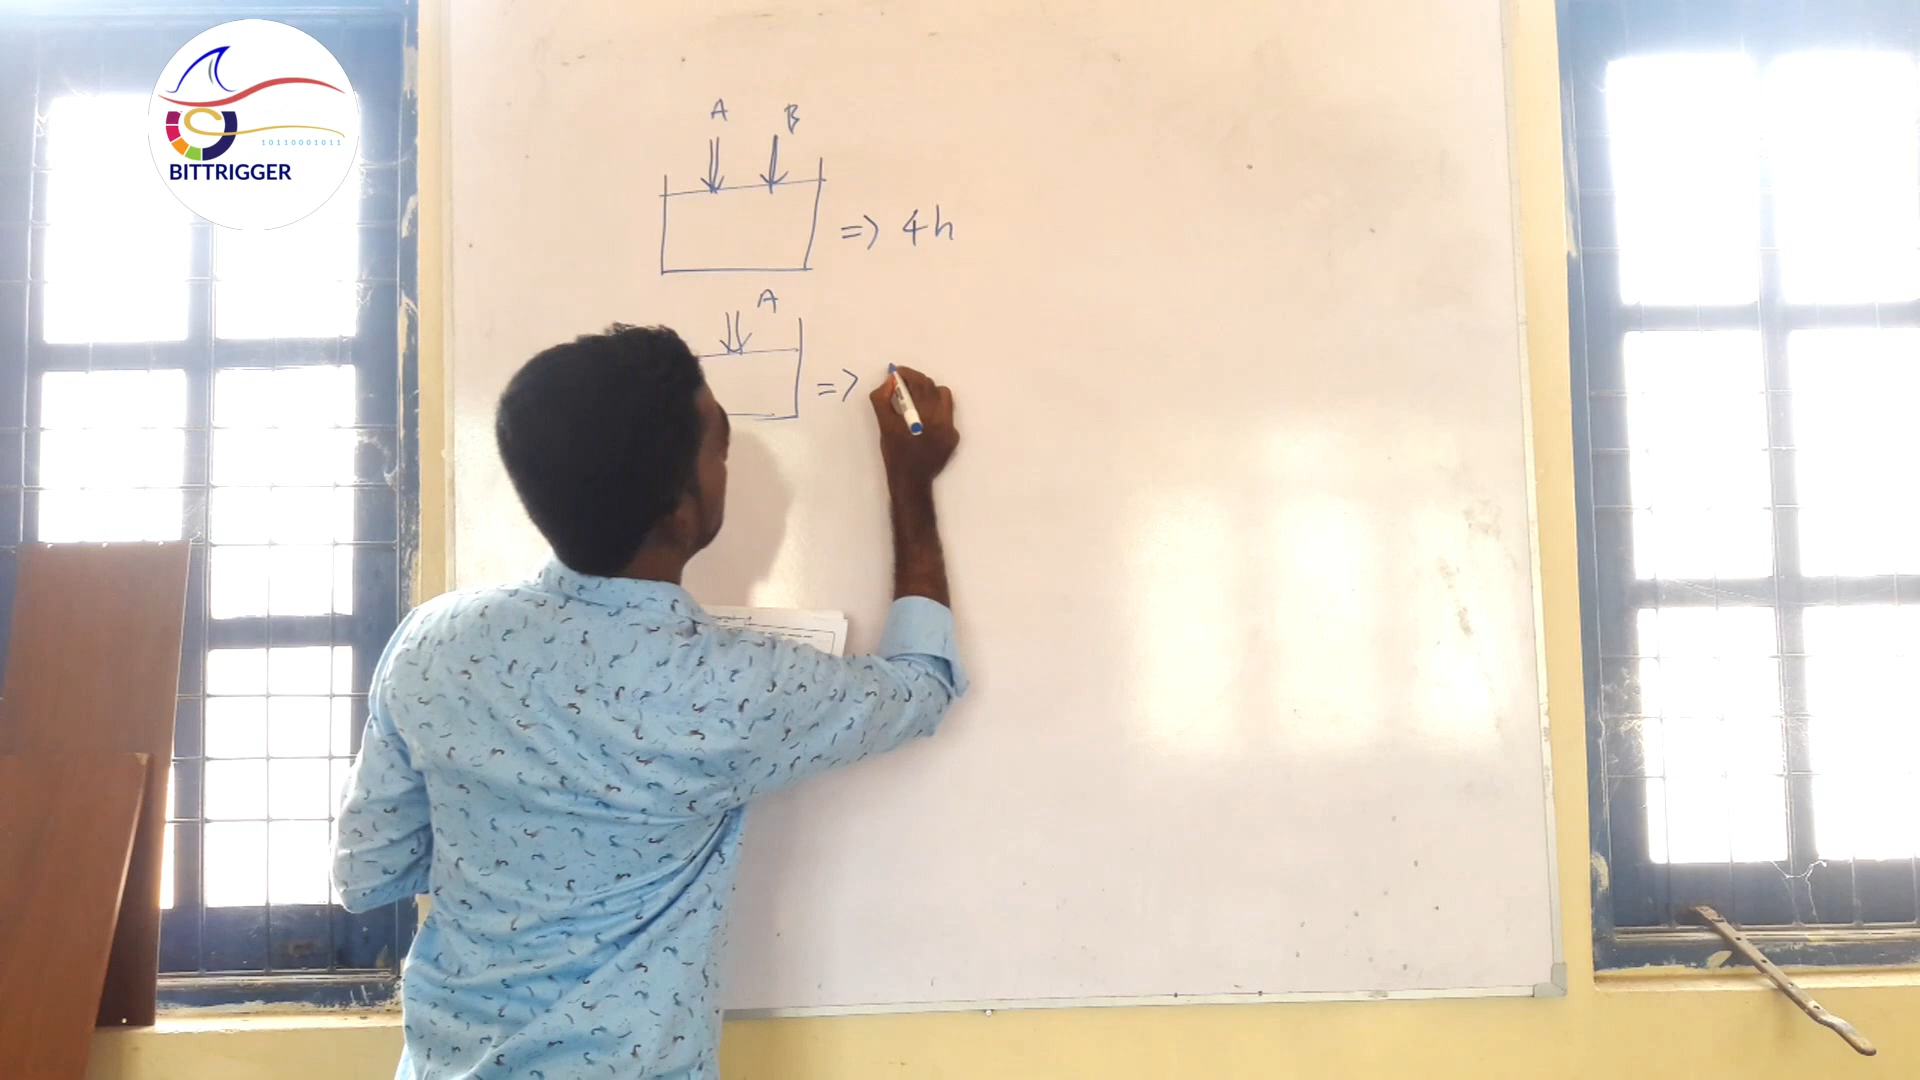 10110001011
BITTRIGGER
A B
=> 4h
A
=>